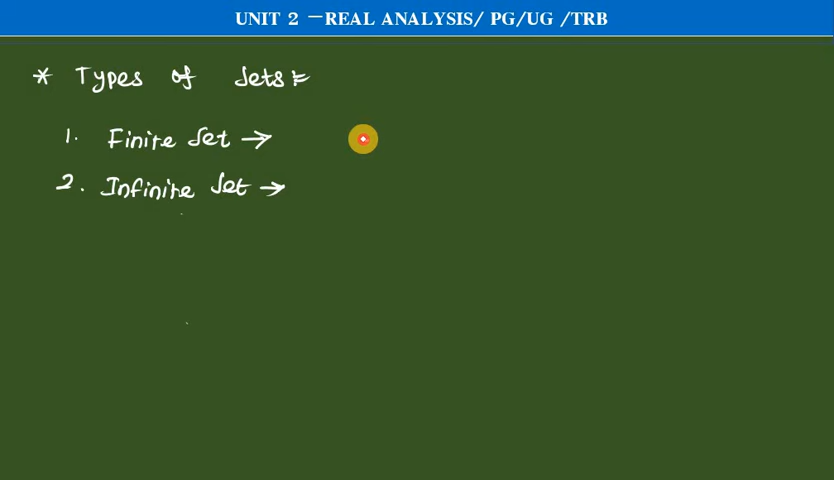 UNIT 2 – REAL ANALYSIS/ PG/UG /TRB
* Types of Sets :-
1. Finite Set →
2. Infinite Set →